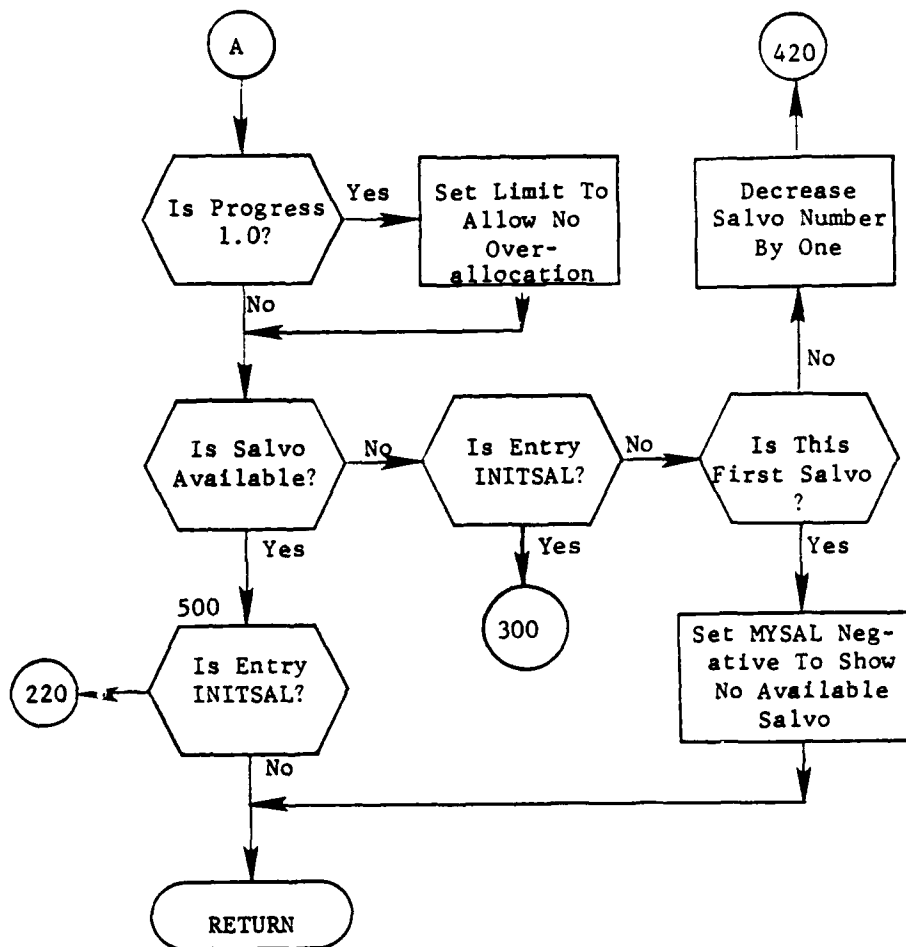 A
420
Is Progress
1.0?
Yes
Set Limit To
Allow No
Over-
allocation
Decrease
Salvo Number
By One
No
No
Is Salvo
Available?
No
Is Entry
INITSAL?
No
Is This
First Salvo
?
Yes
Yes
Yes
500
300
Is Entry
INITSAL?
220
Set MYSAL Neg-
ative To Show
No Available
Salvo
No
RETURN